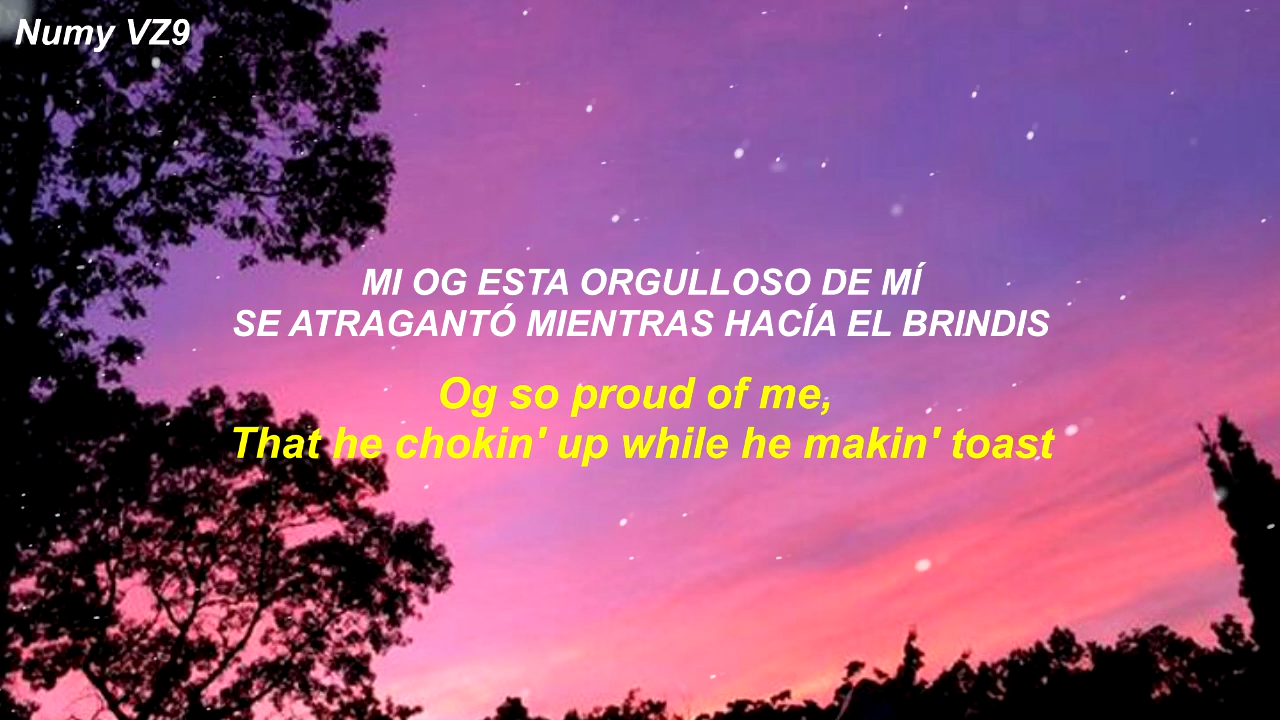 Numy VZ9
MI OG ESTA ORGULLOSO DE MÍ
SE ATRAGANTÓ MIENTRAS HACÍA EL BRINDIS
Og so proud of me,
That he chokin' up while he makin' toast